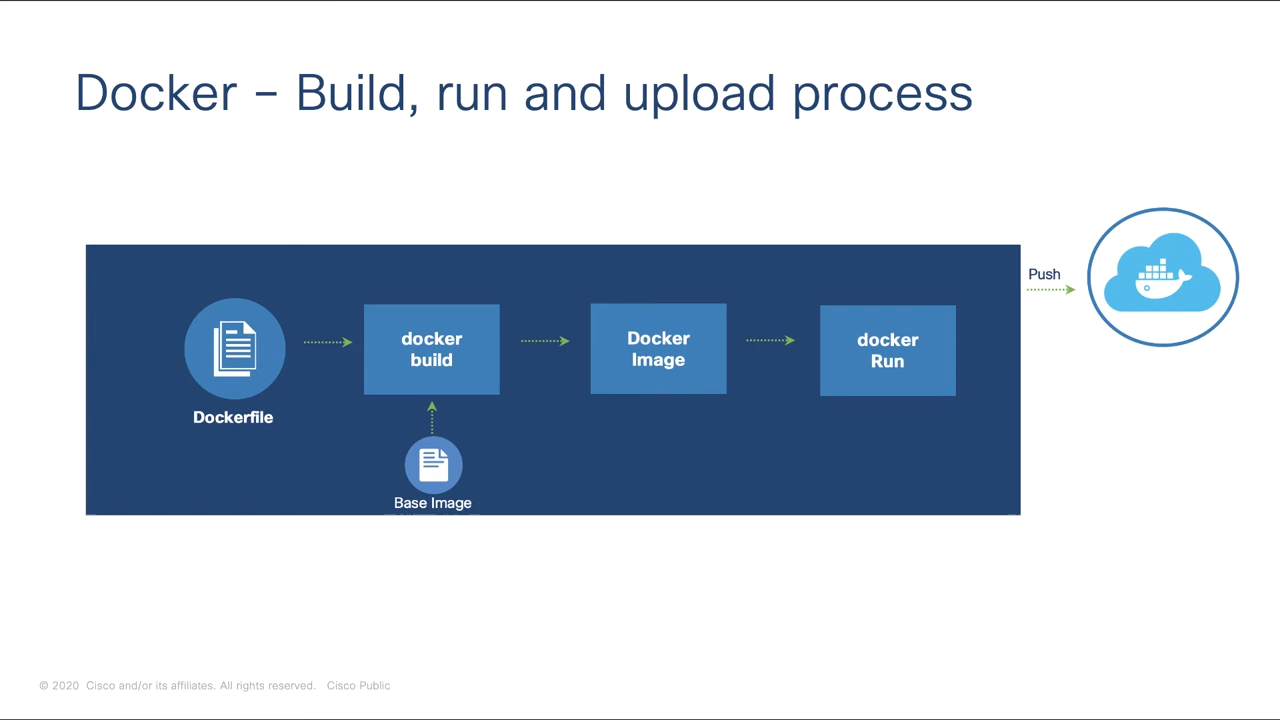 Docker – Build, run and upload process
Push
docker
build
Docker
Image
docker
Run
Dockerfile
Base Image
© 2020 Cisco and/or its affiliates. All rights reserved. Cisco Public